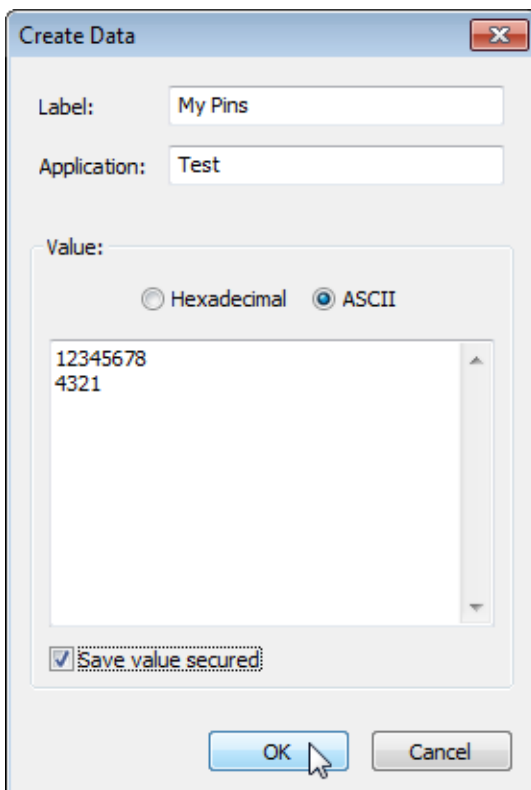 Create Data
Label: My Pins
Application: Test
Value:
Hexadecimal ASCII
12345678
4321
Save value secured
OK Cancel